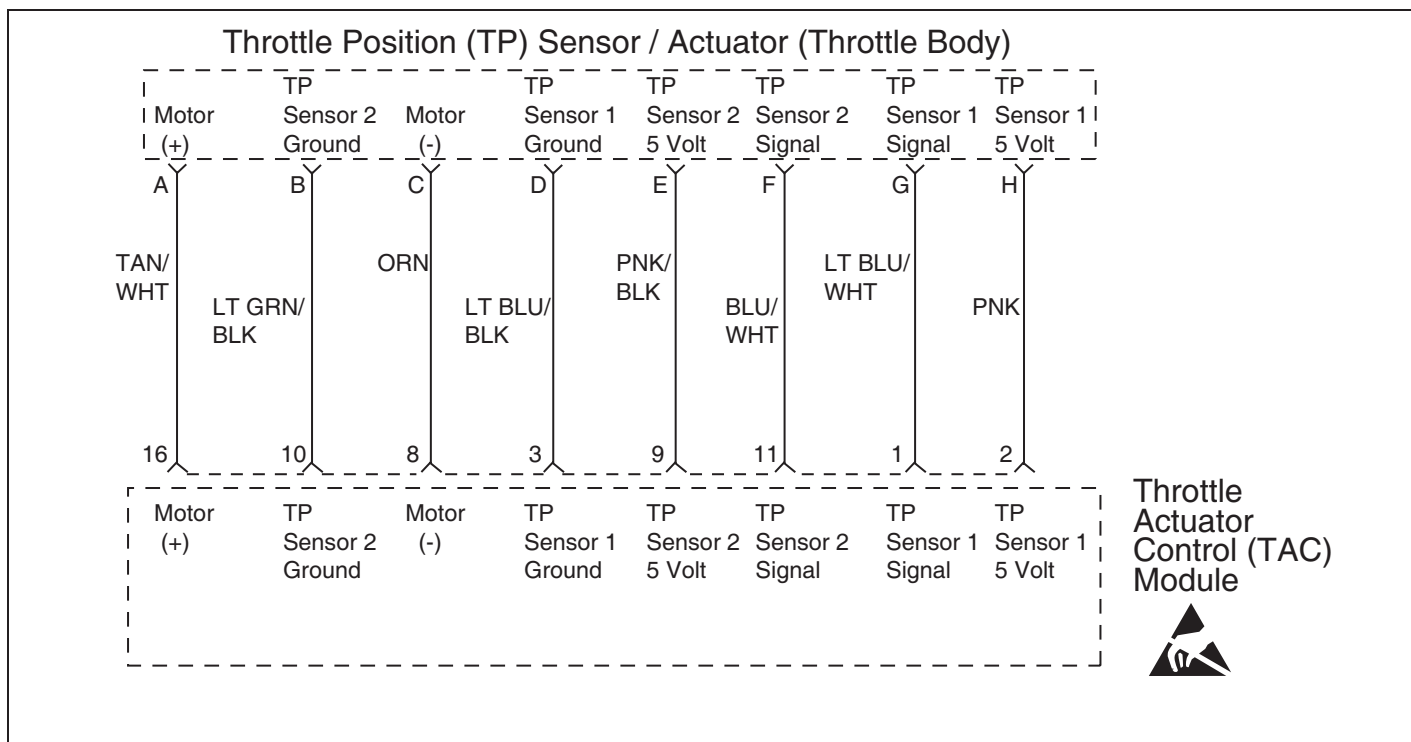 Throttle Position (TP) Sensor / Actuator (Throttle Body)
Motor
(+)
TP
Sensor 2
Ground
Motor
(-)
TP
Sensor 1
Ground
TP
Sensor 2
5 Volt
TP
Sensor 2
Signal
TP
Sensor 1
Signal
TP
Sensor 1
5 Volt
A B C D E F G H
TAN/
WHT
LT GRN/
BLK
ORN
LT BLU/
BLK
PNK/
BLK
BLU/
WHT
LT BLU/
WHT
PNK
16 10 8 3 9 11 1 2
Motor
(+)
TP
Sensor 2
Ground
Motor
(-)
TP
Sensor 1
Ground
TP
Sensor 2
5 Volt
TP
Sensor 2
Signal
TP
Sensor 1
Signal
TP
Sensor 1
5 Volt
Throttle
Actuator
Control (TAC)
Module